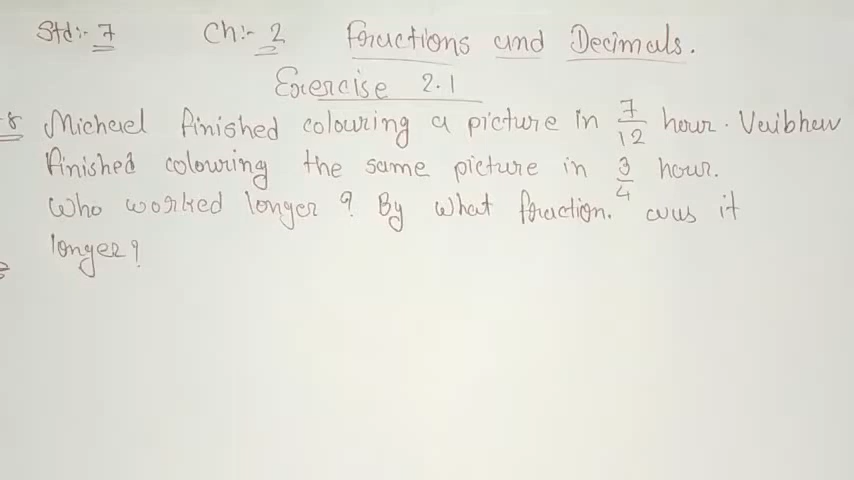 Std:- 7 Ch:- 2 Fractions and Decimals.
Exercise 2.1
8 Michael finished colouring a picture in 7/12 hour. Vaibhav
finished colouring the same picture in 3/4 hour.
Who worked longer ? By what fraction. was it
longer?